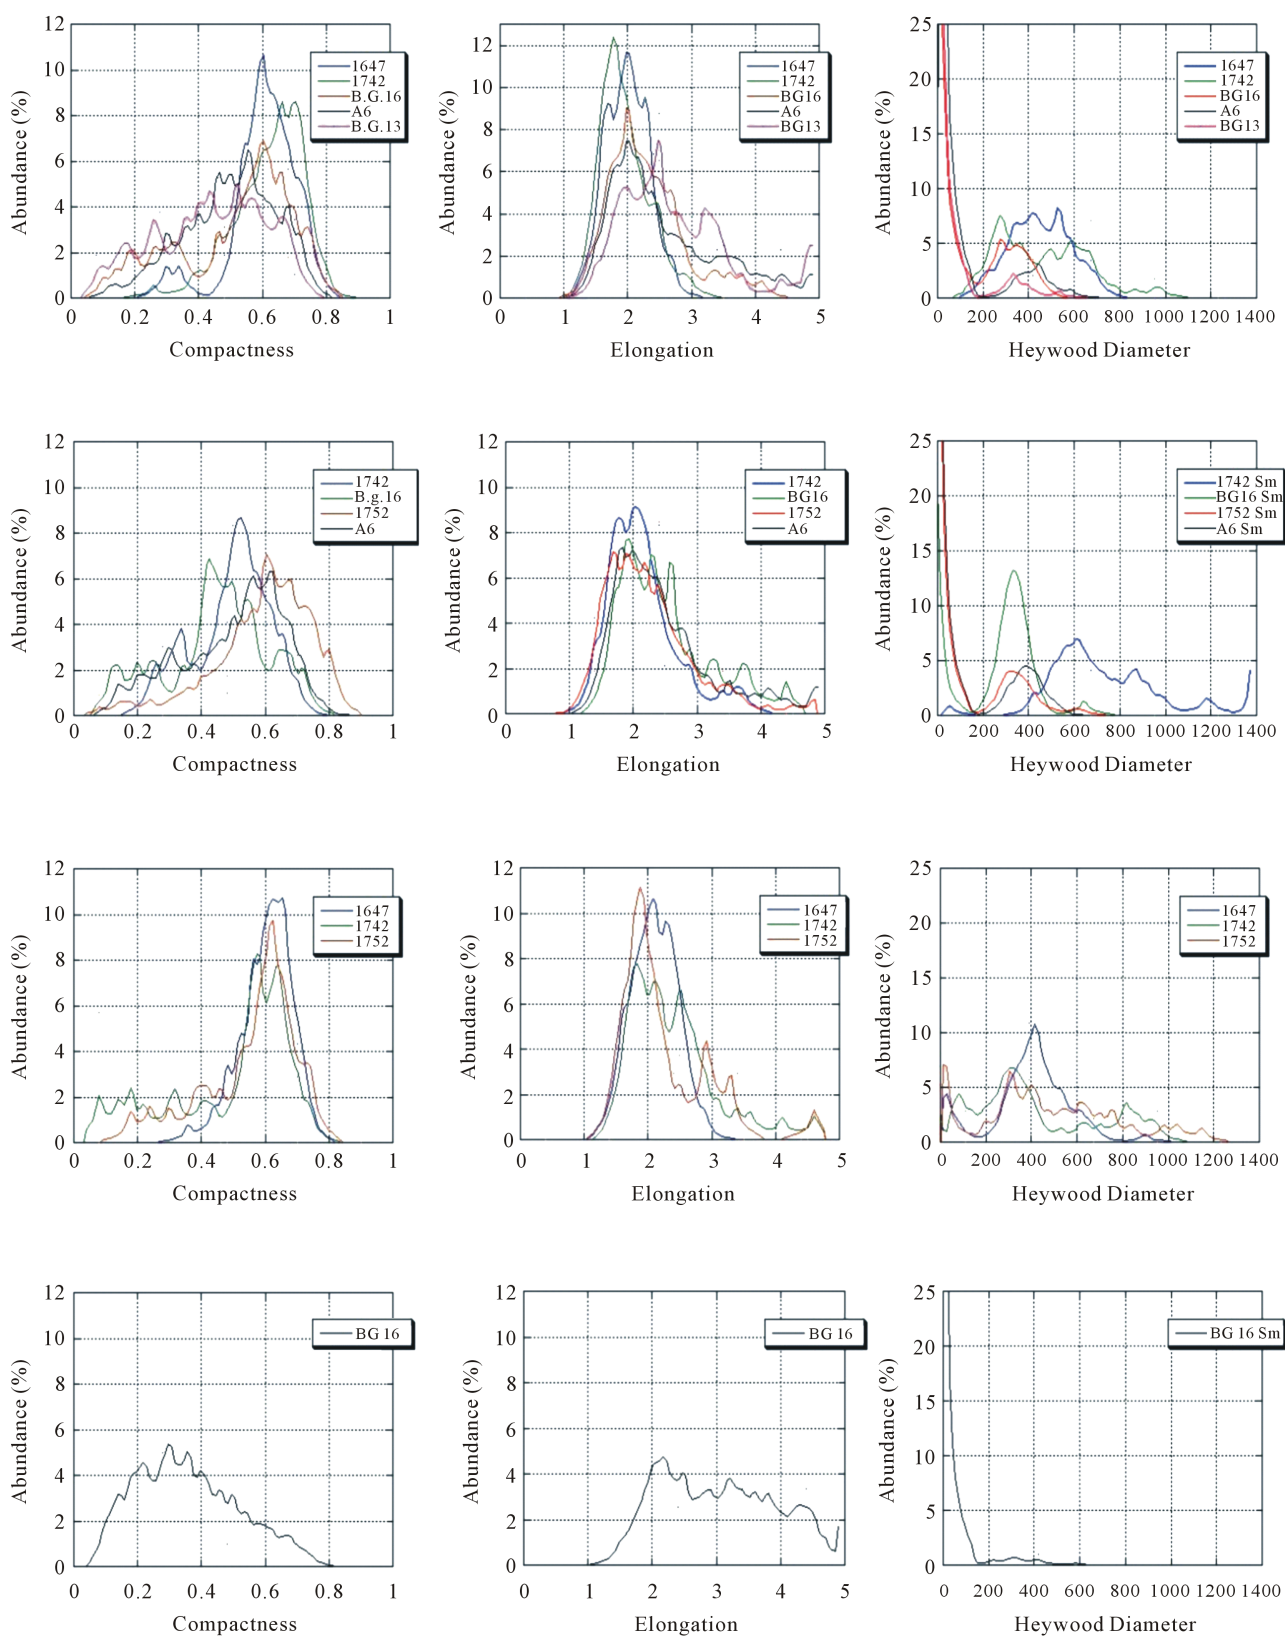 12
10
8
6
4
2
0
Abundance (%)
0 0.2 0.4 0.6 0.8 1
Compactness
1647
1742
B.G.16
A6
B.G.13
12
10
8
6
4
2
0
Abundance (%)
0 1 2 3 4 5
Elongation
1647
1742
BG16
A6
BG13
25
20
15
10
5
0
Abundance (%)
0 200 400 600 800 1000 1200 1400
Heywood Diameter
1647
1742
BG16
A6
BG13
12
10
8
6
4
2
0
Abundance (%)
0 0.2 0.4 0.6 0.8 1
Compactness
1742
B.g.16
1752
A6
12
10
8
6
4
2
0
Abundance (%)
0 1 2 3 4 5
Elongation
1742
BG16
1752
A6
25
20
15
10
5
0
Abundance (%)
0 200 400 600 800 1000 1200 1400
Heywood Diameter
1742 Sm
BG16 Sm
1752 Sm
A6 Sm
12
10
8
6
4
2
0
Abundance (%)
0 0.2 0.4 0.6 0.8 1
Compactness
1647
1742
1752
12
10
8
6
4
2
0
Abundance (%)
0 1 2 3 4 5
Elongation
1647
1742
1752
25
20
15
10
5
0
Abundance (%)
0 200 400 600 800 1000 1200 1400
Heywood Diameter
1647
1742
1752
12
10
8
6
4
2
0
Abundance (%)
0 0.2 0.4 0.6 0.8 1
Compactness
BG 16
12
10
8
6
4
2
0
Abundance (%)
0 1 2 3 4 5
Elongation
BG 16
25
20
15
10
5
0
Abundance (%)
0 200 400 600 800 1000 1200 1400
Heywood Diameter
BG 16 Sm